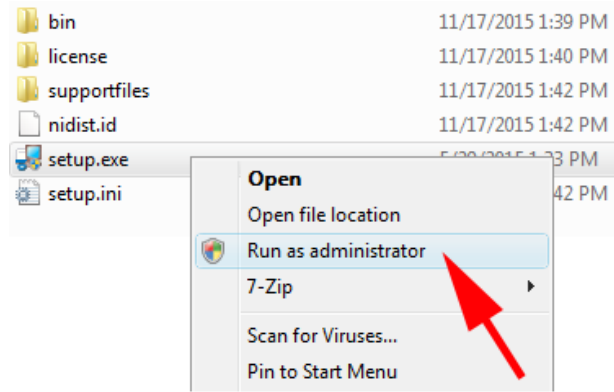 bin 11/17/2015 1:39 PM
license 11/17/2015 1:40 PM
supportfiles 11/17/2015 1:42 PM
nidist.id 11/17/2015 1:42 PM
setup.exe 3 PM
setup.ini 42 PM
Open
Open file location
Run as administrator
7-Zip
Scan for Viruses...
Pin to Start Menu